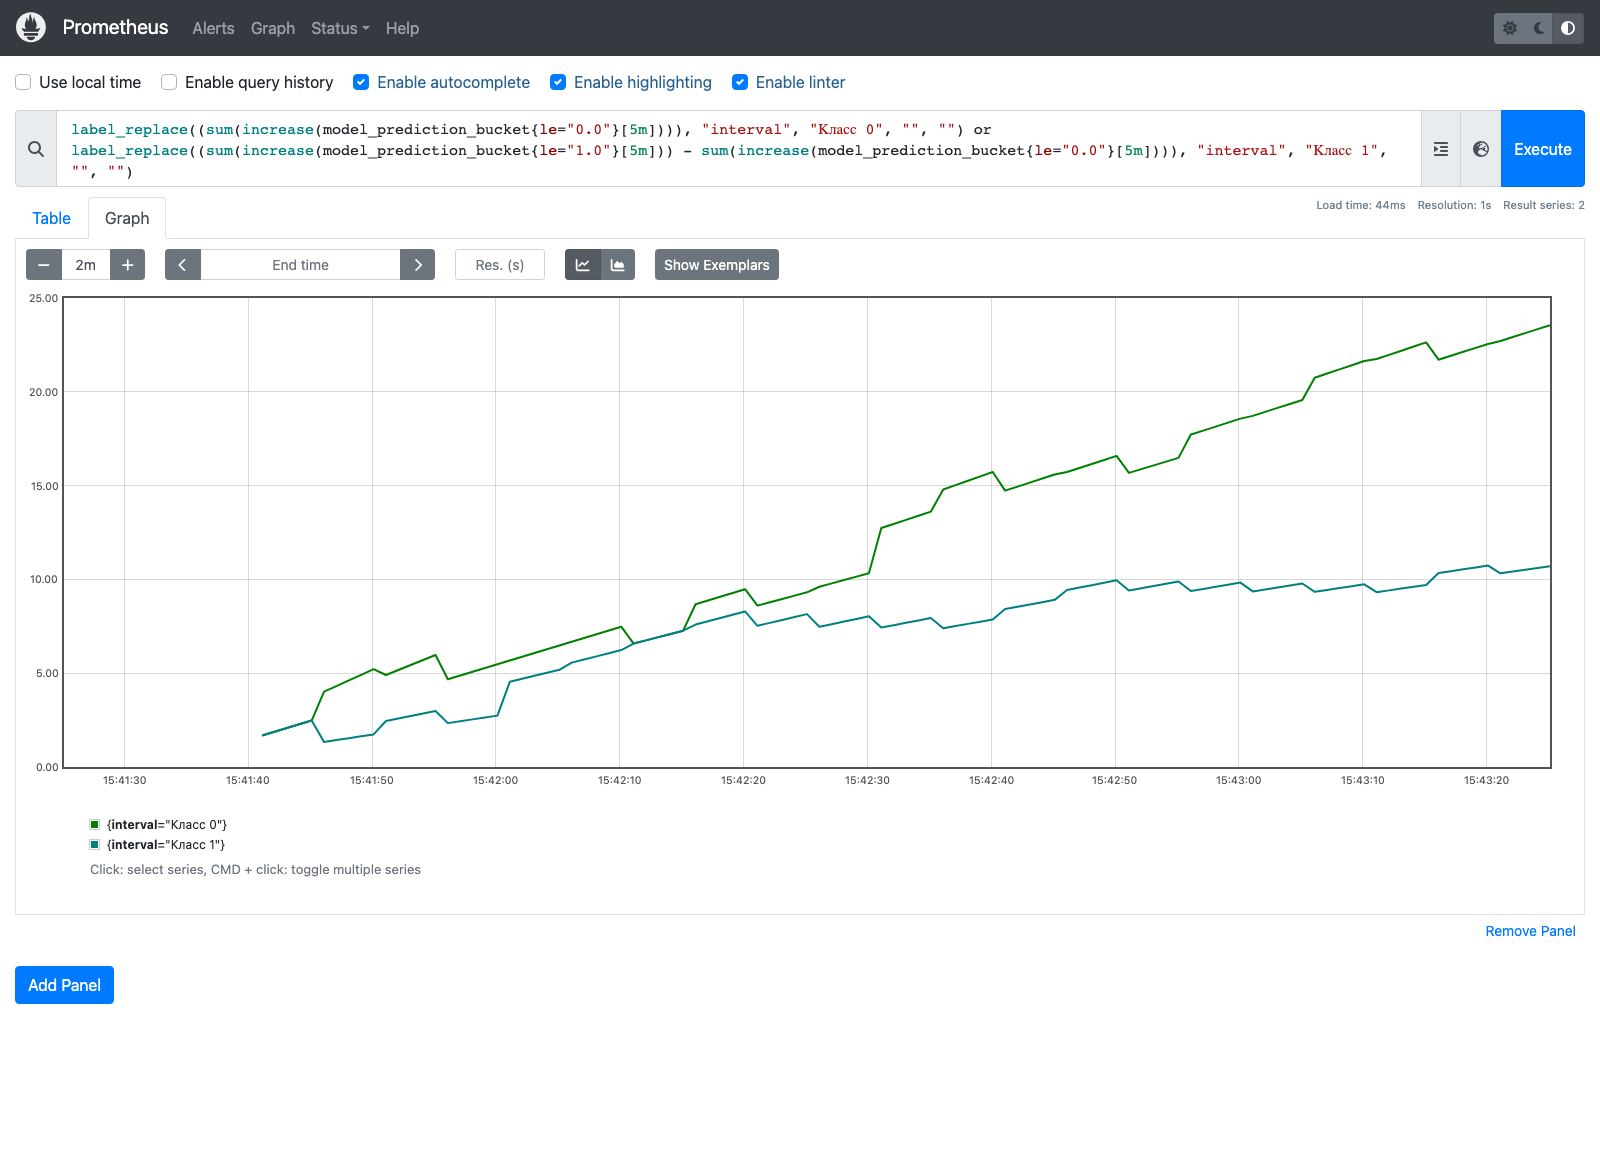 Prometheus Alerts Graph Status Help
Use local time Enable query history Enable autocomplete Enable highlighting Enable linter
label_replace((sum(increase(model_prediction_bucket{le="0.0"}[5m]))), "interval", "Класс 0", "", "") or
label_replace((sum(increase(model_prediction_bucket{le="1.0"}[5m])) - sum(increase(model_prediction_bucket{le="0.0"}[5m]))), "interval", "Класс 1",
"", "")
Execute
Load time: 44ms Resolution: 1s Result series: 2
Table Graph
2m End time Res. (s) Show Exemplars
25.00
20.00
15.00
10.00
5.00
0.00
15:41:30 15:41:40 15:41:50 15:42:00 15:42:10 15:42:20 15:42:30 15:42:40 15:42:50 15:43:00 15:43:10 15:43:20
{interval="Класс 0"}
{interval="Класс 1"}
Click: select series, CMD + click: toggle multiple series
Remove Panel
Add Panel